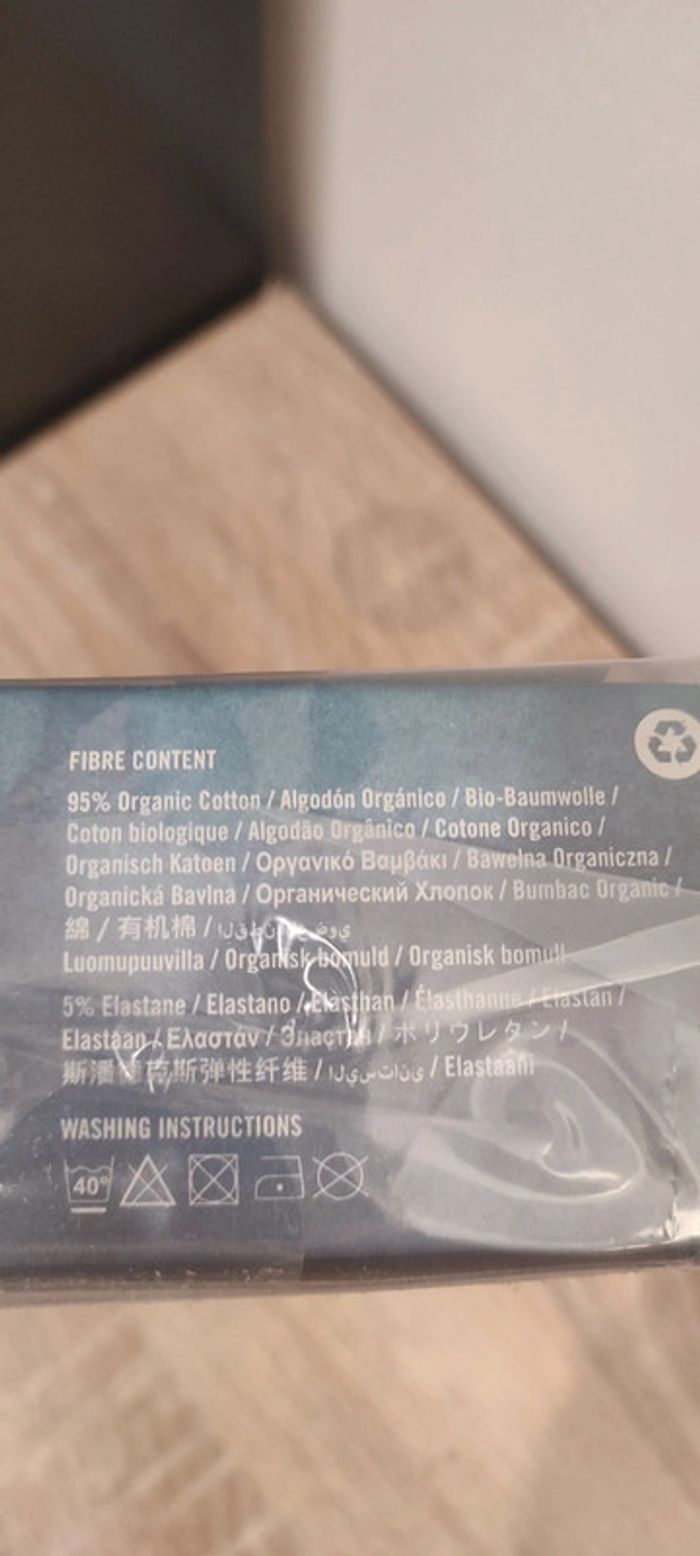 FIBRE CONTENT
95% Organic Cotton / Algodón Orgánico / Bio-Baumwolle /
Coton biologique / Algodão Orgânico / Cotone Organico /
Organisch Katoen / Οργανικό Βαμβάκι / Bawełna Organiczna /
Organická Bavlna / Органический Хлопок / Bumbac Organic /
綿 / 有机棉 /
Luomupuuvilla / Organisk bomuld / Organisk bomull
5% Elastane / Elastano / Elasthan / Élasthanne / Elastan /
Elastaan / Ελαστάν / / ポリウレタン /
斯弹性纤维 / / Elastaani
WASHING INSTRUCTIONS
40°